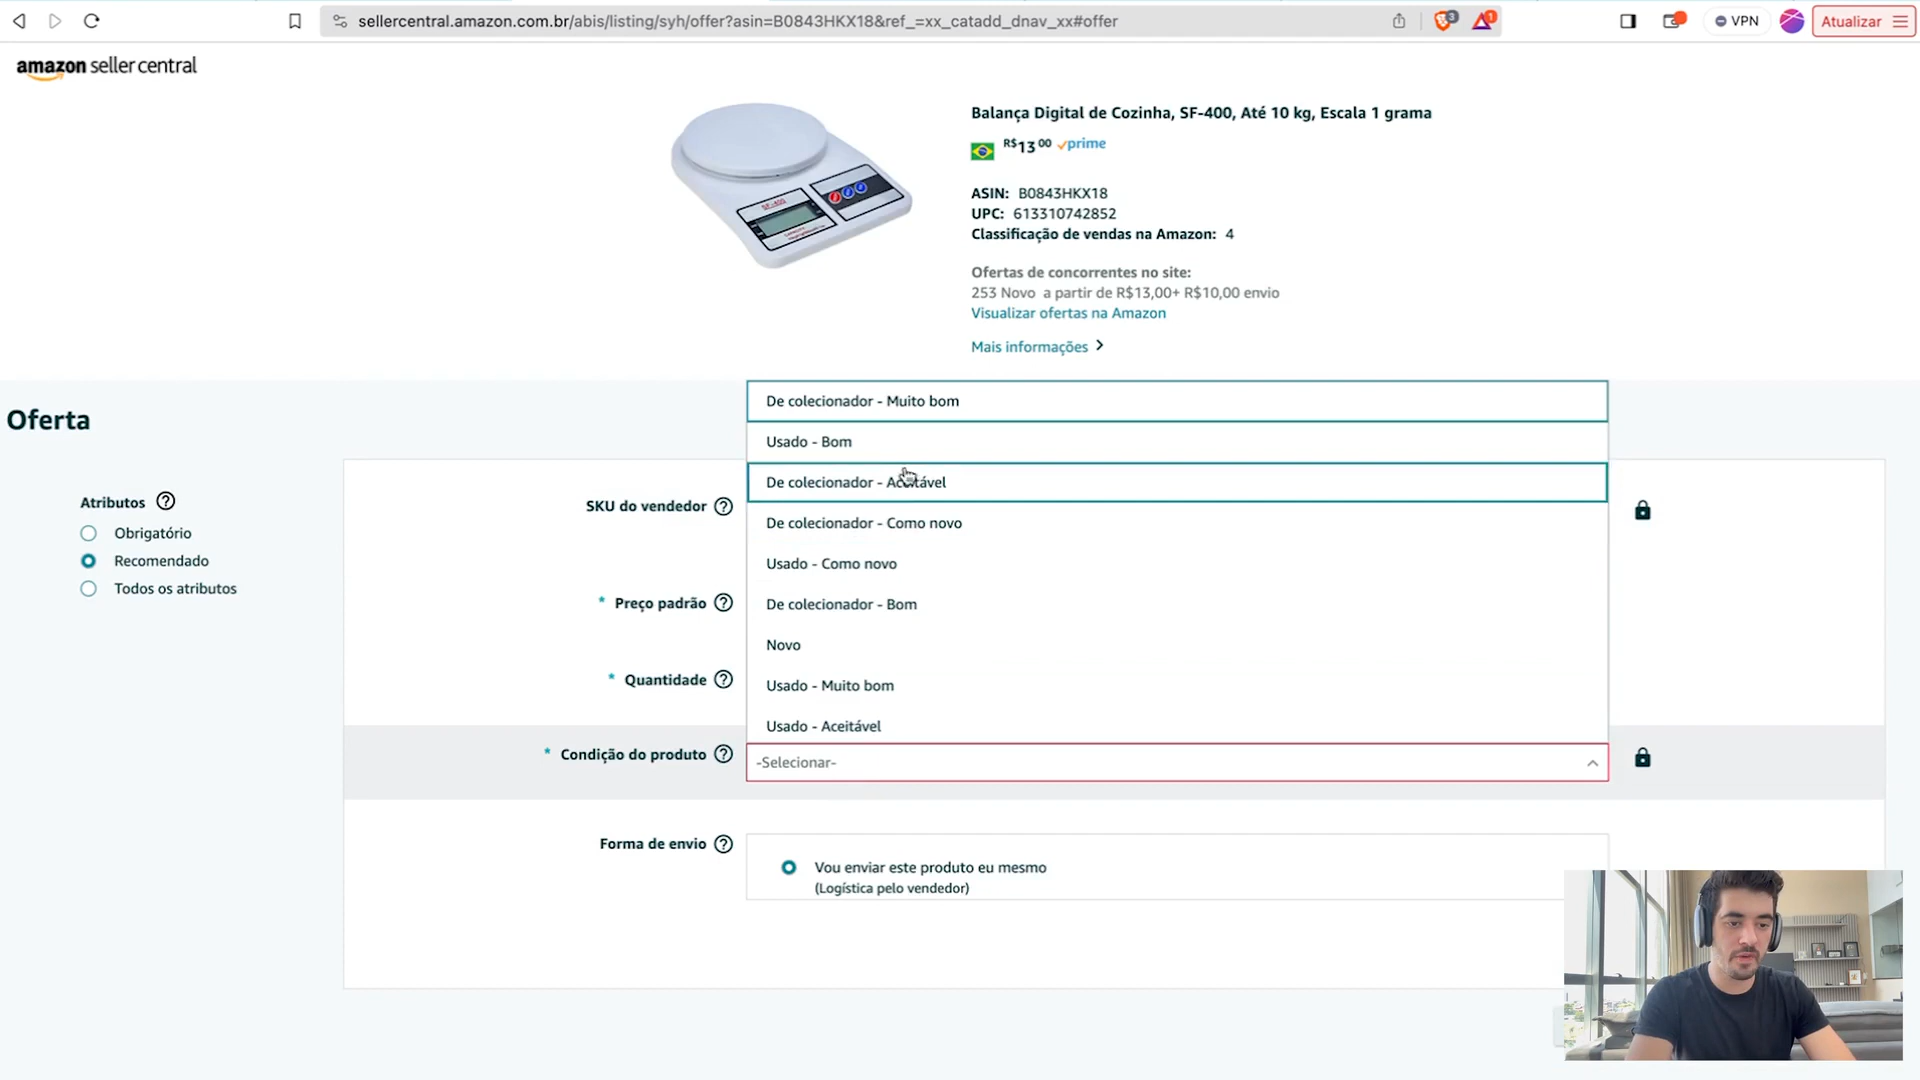 sellercentral.amazon.com.br/abis/listing/syh/offer?asin=B0843HKX18&ref_=xx_catadd_dnav_xx#offer
3
1
VPN
Atualizar
amazon seller central
Balança Digital de Cozinha, SF-400, Até 10 kg, Escala 1 grama
R$13 00 prime
ASIN: B0843HKX18
UPC: 613310742852
Classificação de vendas na Amazon: 4
Ofertas de concorrentes no site:
253 Novo a partir de R$13,00+ R$10,00 envio
Visualizar ofertas na Amazon
Mais informações
SF-400
Oferta
Atributos
Obrigatório
Recomendado
Todos os atributos
SKU do vendedor
* Preço padrão
* Quantidade
* Condição do produto
De colecionador - Muito bom
Usado - Bom
De colecionador - Aceitável
De colecionador - Como novo
Usado - Como novo
De colecionador - Bom
Novo
Usado - Muito bom
Usado - Aceitável
-Selecionar-
Forma de envio
Vou enviar este produto eu mesmo
(Logística pelo vendedor)